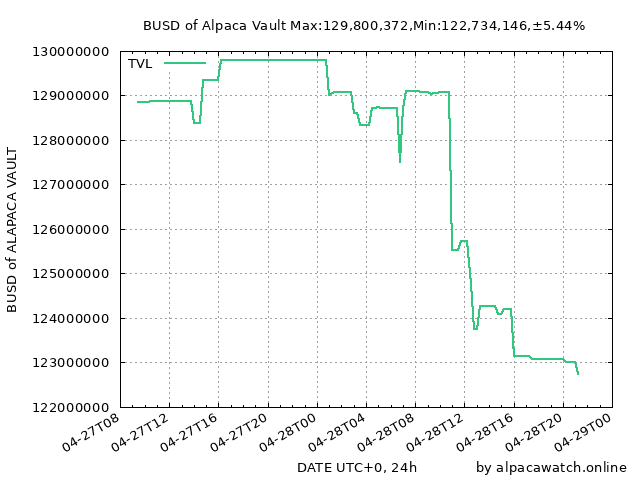 BUSD of Alpaca Vault Max:129,800,372,Min:122,734,146,±5.44%
TVL
130000000
129000000
128000000
127000000
126000000
125000000
124000000
123000000
122000000
BUSD of ALAPACA VAULT
04-27T08
04-27T12
04-27T16
04-27T20
04-28T00
04-28T04
04-28T08
04-28T12
04-28T16
04-28T20
04-29T00
DATE UTC+0, 24h
by alpacawatch.online